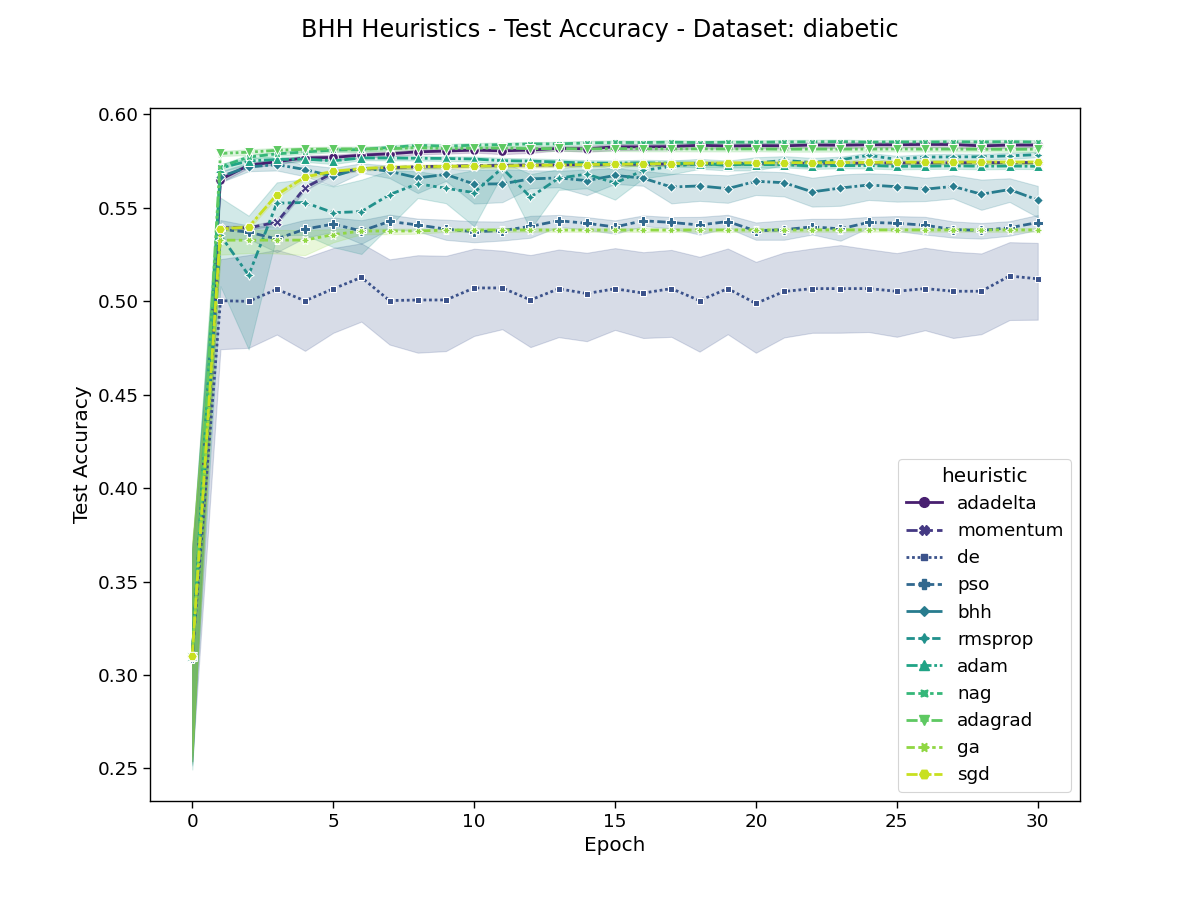 BHH Heuristics - Test Accuracy - Dataset: diabetic
0.60
0.55
0.50
0.45
0.40
0.35
0.30
0.25
Test Accuracy
0 5 10 15 20 25 30
Epoch
heuristic
adadelta
momentum
de
pso
bhh
rmsprop
adam
nag
adagrad
ga
sgd